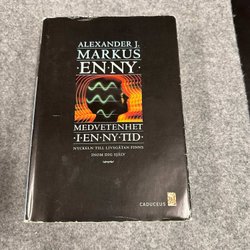 ALEXANDER J.
MARKUS
·EN·NY·
MEDVETENHET
·I·EN·NY·TID·
NYCKELN TILL LIVSGÅTAN FINNS
INOM DIG SJÄLV
CADUCEUS